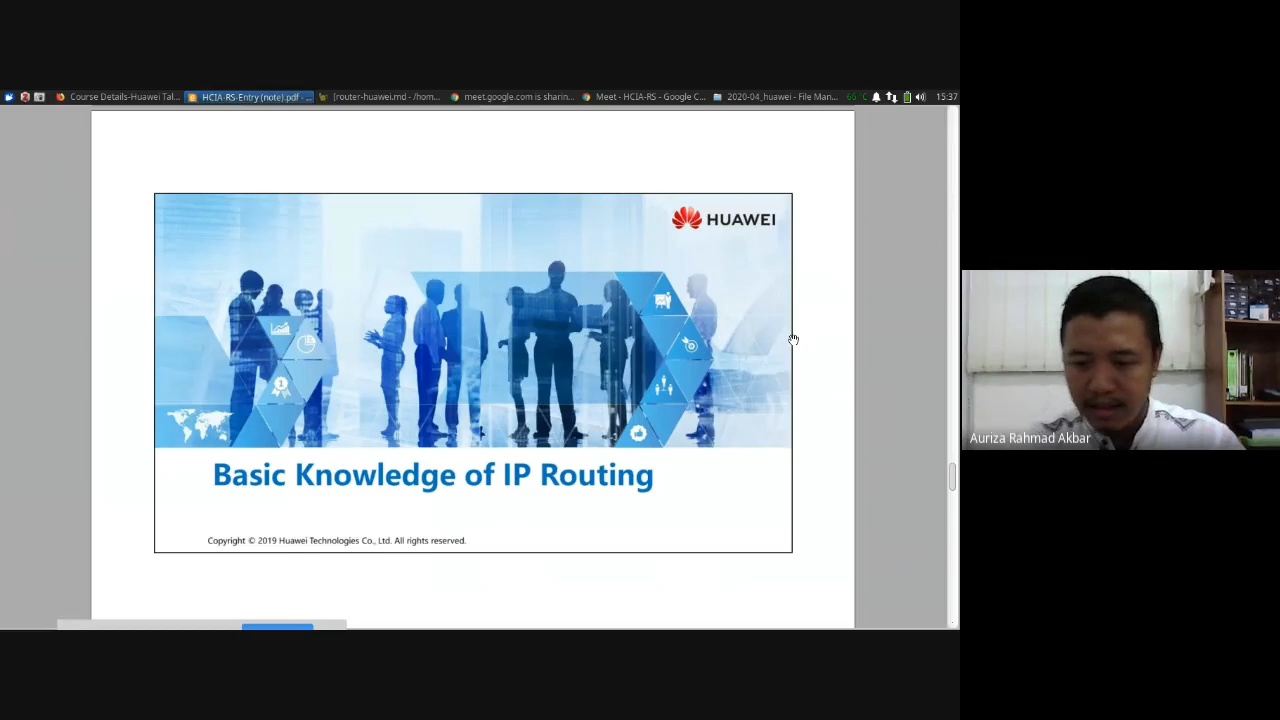 Course Details-Huawei Tal...
HCIA-RS-Entry (note).pdf - ...
[router-huawei.md - /hom...
meet.google.com is sharin...
Meet - HCIA-RS - Google C...
2020-04_huawei - File Man...
66°C
15:37
HUAWEI
1
Basic Knowledge of IP Routing
Copyright © 2019 Huawei Technologies Co., Ltd. All rights reserved.
Auriza Rahmad Akbar